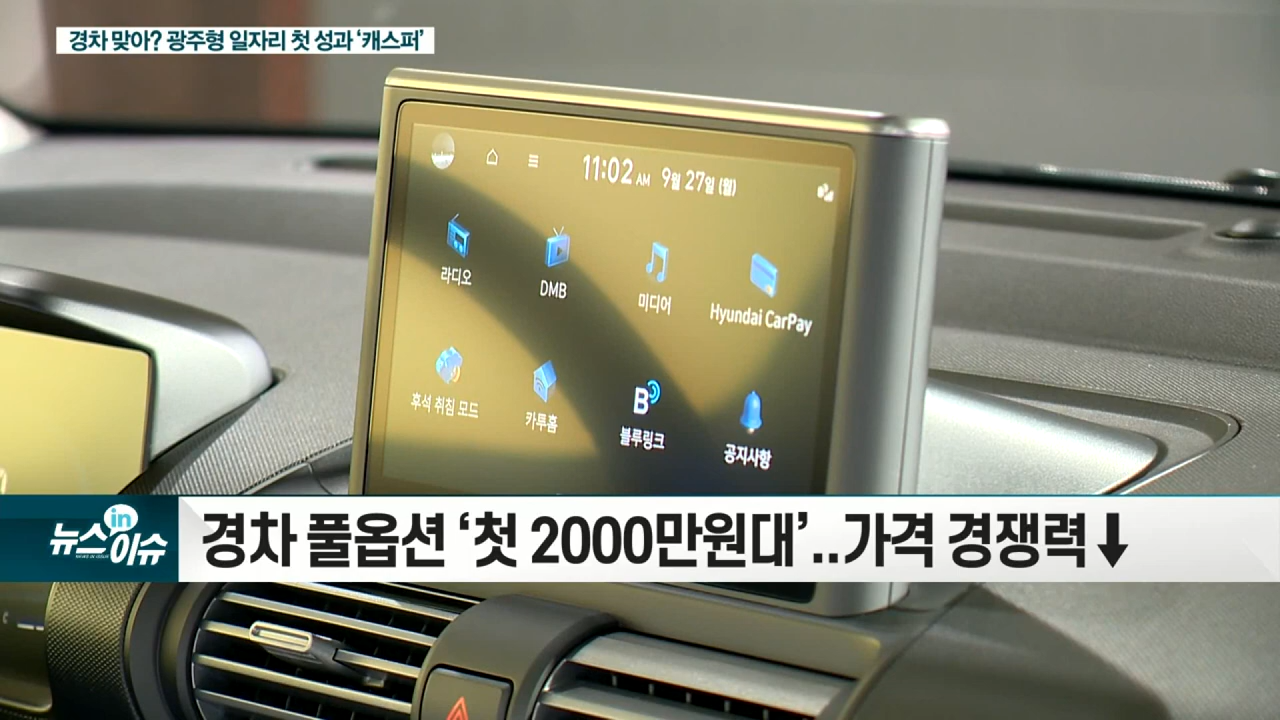 경차 맞아? 광주형 일자리 첫 성과 ‘캐스퍼’
11:02 AM 9월 27일 (월)
라디오
DMB
미디어
Hyundai CarPay
후석 취침 모드
카투홈
B
블루링크
공지사항
뉴스in이슈
NEWS IN ISSUE
경차 풀옵션 ‘첫 2000만원대’..가격 경쟁력↓